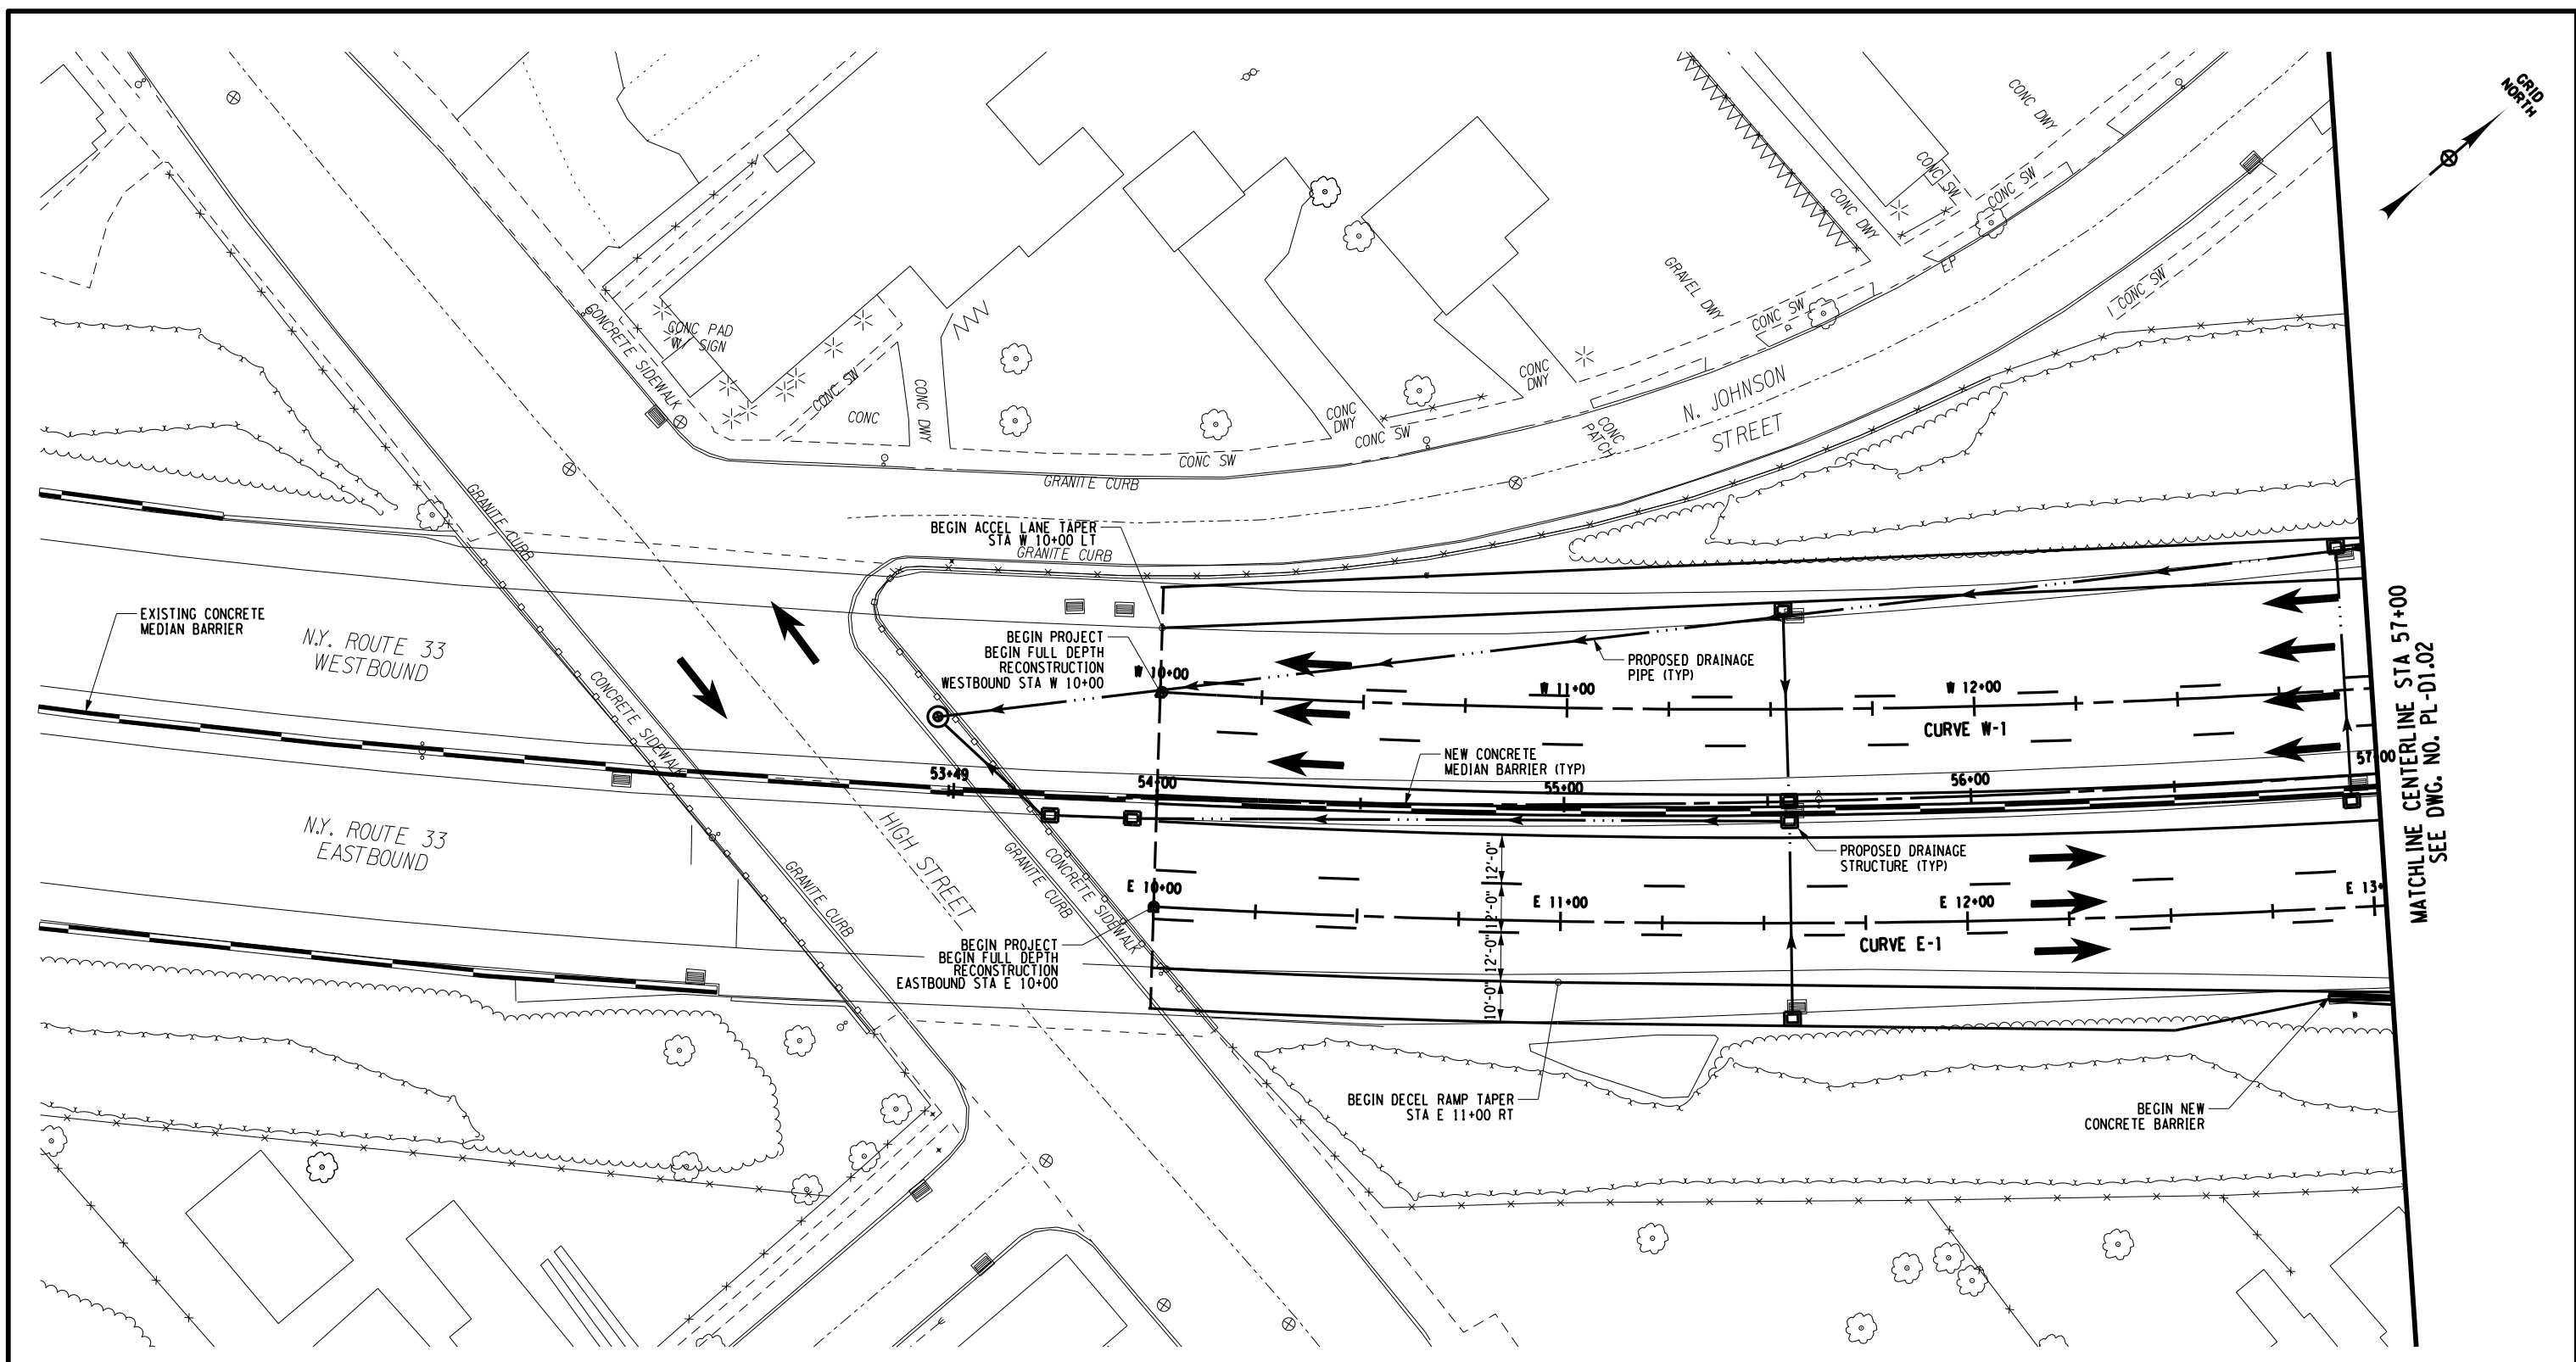 GRID
NORTH
CONC DWY
CONC SW
CONC SW
CONC DWY
EP
GRAVEL DWY
CONC SW
CONC SW
CONCRETE SIDEWALK
CONC PAD
W/ SIGN
CONC SW
CONC
CONC DWY
CONC
DWY
CONC
DWY
CONC SW
CONC SW
CONC
PATCH
N. JOHNSON
STREET
GRANITE CURB
GRANITE CURB
BEGIN ACCEL LANE TAPER
STA W 10+00 LT
GRANITE CURB
EXISTING CONCRETE
MEDIAN BARRIER
N.Y. ROUTE 33
WESTBOUND
CONCRETE SIDEWALK
BEGIN PROJECT
BEGIN FULL DEPTH
RECONSTRUCTION
WESTBOUND STA W 10+00
W 10+00
PROPOSED DRAINAGE
PIPE (TYP)
W 11+00
W 12+00
CURVE W-1
NEW CONCRETE
MEDIAN BARRIER (TYP)
53+49
54+00
55+00
56+00
57+00
MATCHLINE CENTERLINE STA 57+00
SEE DWG. NO. PL-D1.02
N.Y. ROUTE 33
EASTBOUND
HIGH STREET
GRANITE CURB
GRANITE CURB
CONCRETE SIDEWALK
PROPOSED DRAINAGE
STRUCTURE (TYP)
12'-0"
12'-0"
12'-0"
10'-0"
E 10+00
E 11+00
E 12+00
E 13+
CURVE E-1
BEGIN PROJECT
BEGIN FULL DEPTH
RECONSTRUCTION
EASTBOUND STA E 10+00
BEGIN DECEL RAMP TAPER
STA E 11+00 RT
BEGIN NEW
CONCRETE BARRIER